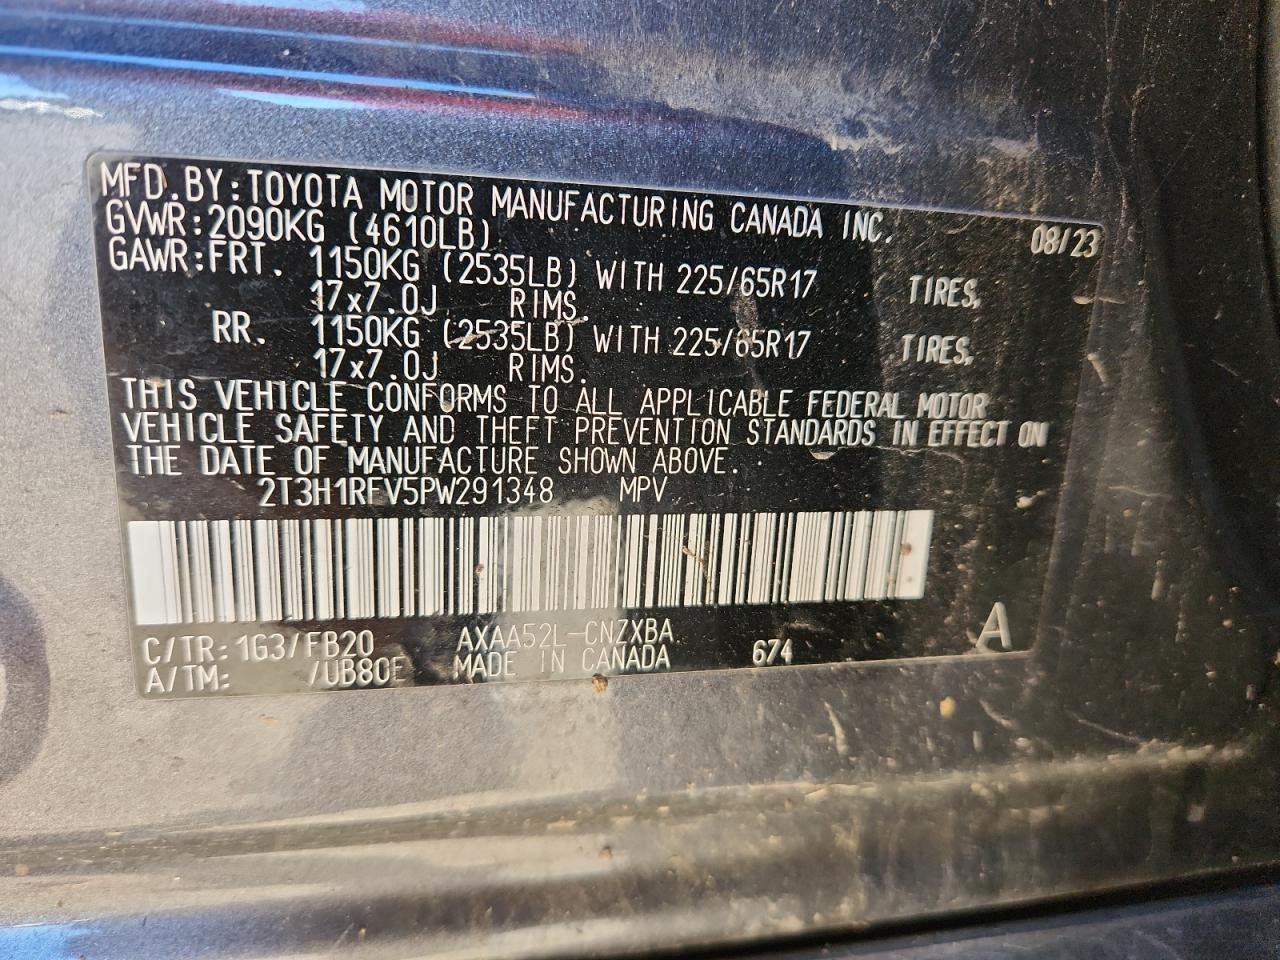 MFD.BY:TOYOTA MOTOR MANUFACTURING CANADA INC. 08/23
GVWR:2090KG (4610LB)
GAWR:FRT. 1150KG (2535LB) WITH 225/65R17 TIRES,
17x7.0J RIMS.
RR. 1150KG (2535LB) WITH 225/65R17 TIRES,
17x7.0J RIMS.
THIS VEHICLE CONFORMS TO ALL APPLICABLE FEDERAL MOTOR
VEHICLE SAFETY AND THEFT PREVENTION STANDARDS IN EFFECT ON
THE DATE OF MANUFACTURE SHOWN ABOVE.
2T3H1RFV5PW291348 MPV
C/TR:1G3/FB20 AXAA52L-CNZXBA 674 A
A/TM: /UB80F MADE IN CANADA